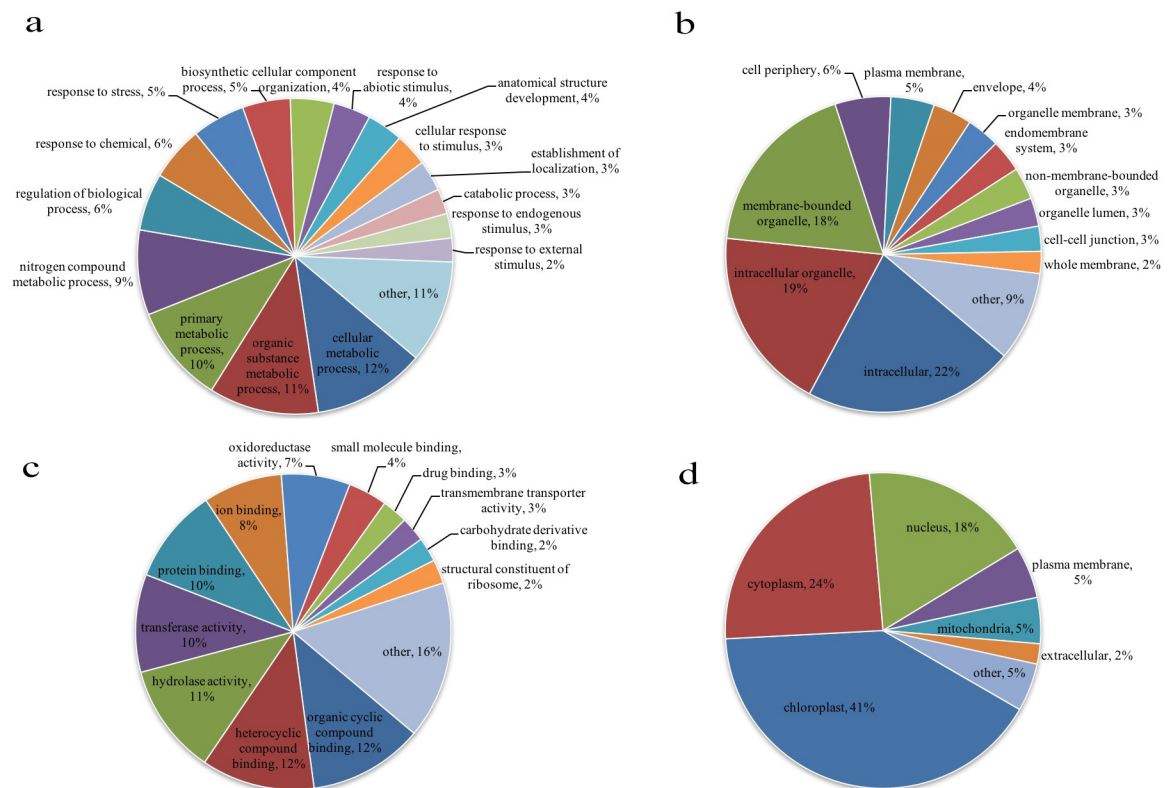 a
biosynthetic
process, 5%
cellular component
organization, 4%
response to
abiotic stimulus,
4%
anatomical structure
development, 4%
cellular response
to stimulus, 3%
establishment of
localization, 3%
catabolic process, 3%
response to endogenous
stimulus, 3%
response to external
stimulus, 2%
other, 11%
cellular
metabolic
process, 12%
organic
substance
metabolic
process, 11%
primary
metabolic
process,
10%
nitrogen compound
metabolic process, 9%
regulation of biological
process, 6%
response to chemical, 6%
response to stress, 5%
b
cell periphery, 6%
plasma membrane,
5%
envelope, 4%
organelle membrane, 3%
endomembrane
system, 3%
non-membrane-bounded
organelle, 3%
organelle lumen, 3%
cell-cell junction, 3%
whole membrane, 2%
other, 9%
intracellular, 22%
intracellular organelle,
19%
membrane-bounded
organelle, 18%
c
oxidoreductase
activity, 7%
small molecule binding,
4%
drug binding, 3%
transmembrane transporter
activity, 3%
carbohydrate derivative
binding, 2%
structural constituent of
ribosome, 2%
other, 16%
organic cyclic
compound
binding, 12%
heterocyclic
compound
binding, 12%
hydrolase activity,
11%
transferase activity,
10%
protein binding,
10%
ion binding,
8%
d
nucleus, 18%
plasma membrane,
5%
mitochondria, 5%
extracellular, 2%
other, 5%
chloroplast, 41%
cytoplasm, 24%